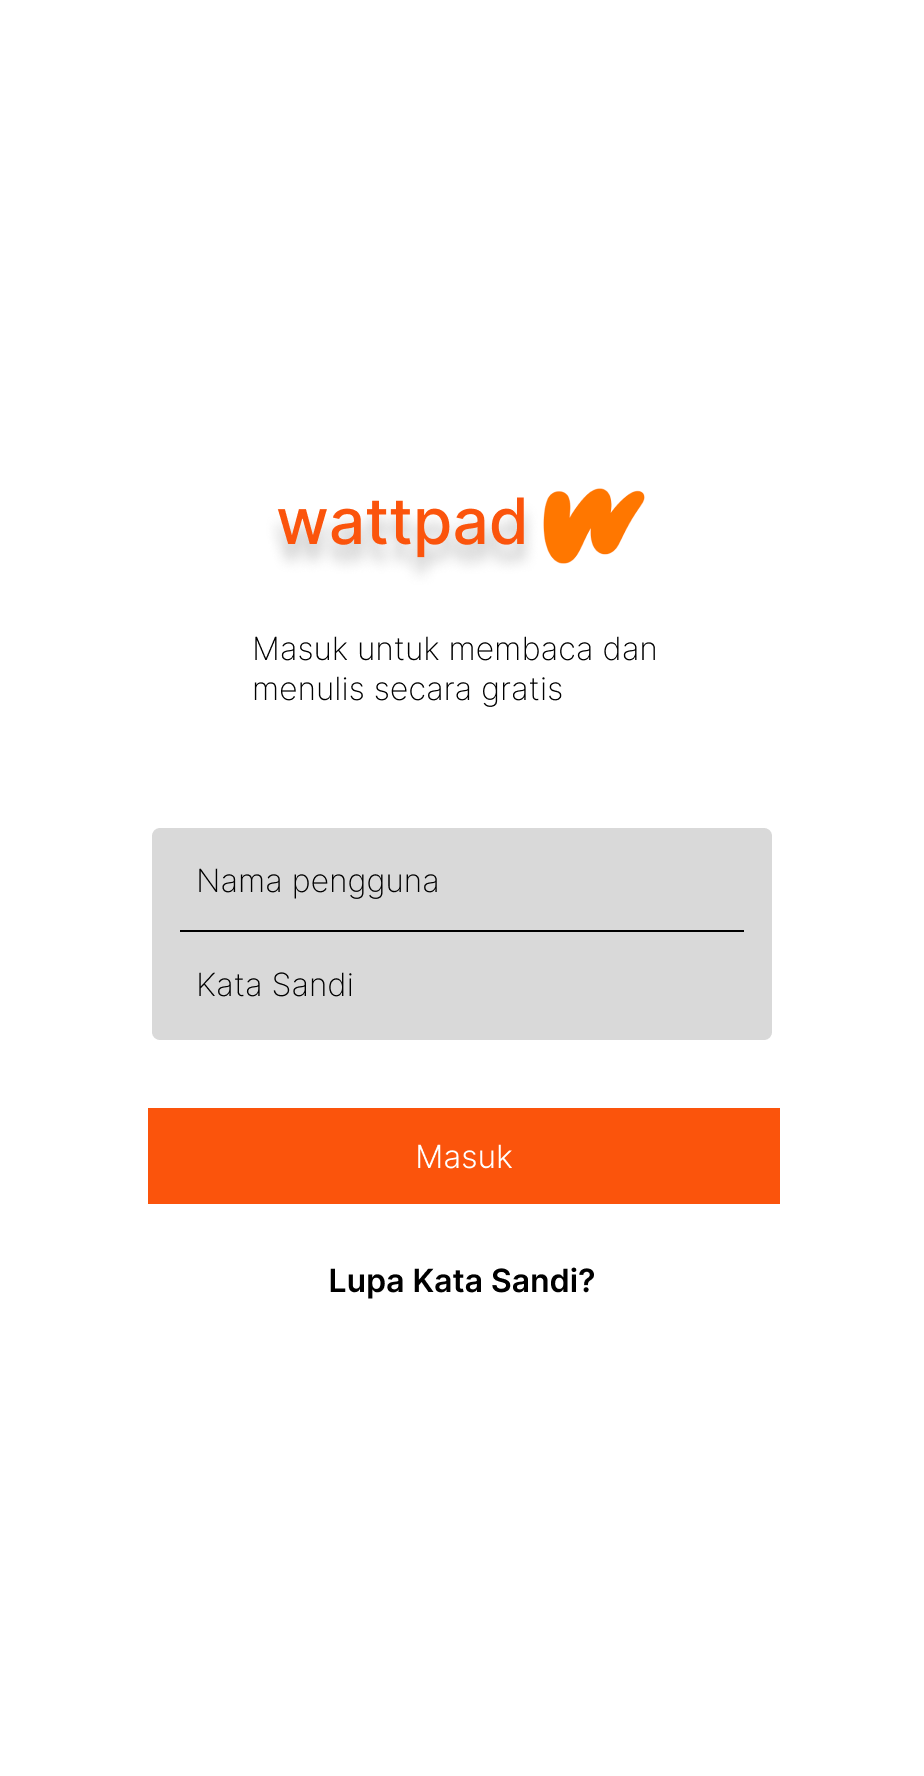 wattpad
Masuk untuk membaca dan
menulis secara gratis
Nama pengguna
Kata Sandi
Masuk
Lupa Kata Sandi?